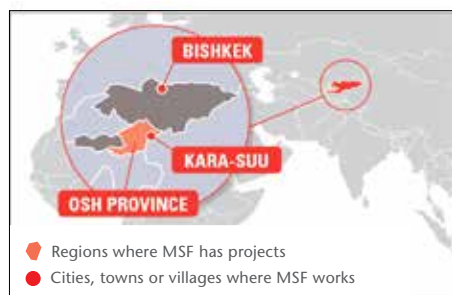 BISHKEK
KARA-SUU
OSH PROVINCE
Regions where MSF has projects
Cities, towns or villages where MSF works